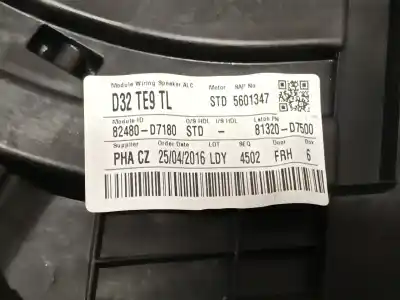 Module Wiring Speaker ALC Motor RAP No
D32 TE9 TL STD 5601347
Module ID O/S HDL I/S HDL Latch PN
82480-D7180 STD - 81320-D7500
Supplier Order Date LOT SEQ Door Box
PHA CZ 25/04/2016 LDY 4502 FRH 6